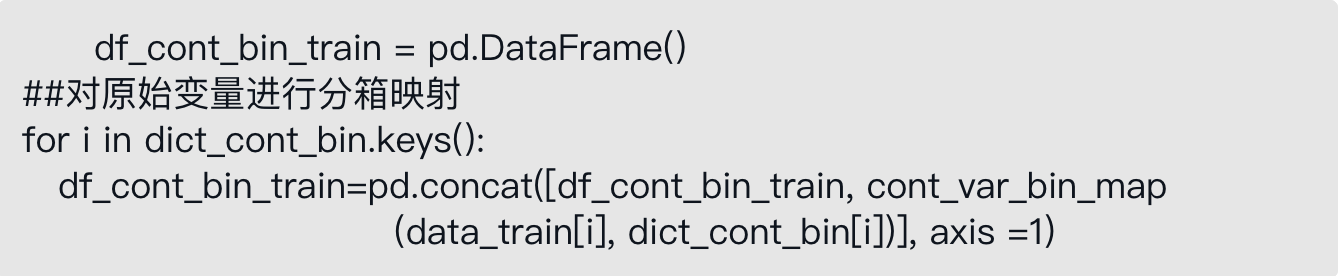 df_cont_bin_train = pd.DataFrame()
##对原始变量进行分箱映射
for i in dict_cont_bin.keys():
df_cont_bin_train=pd.concat([df_cont_bin_train, cont_var_bin_map
(data_train[i], dict_cont_bin[i])], axis =1)